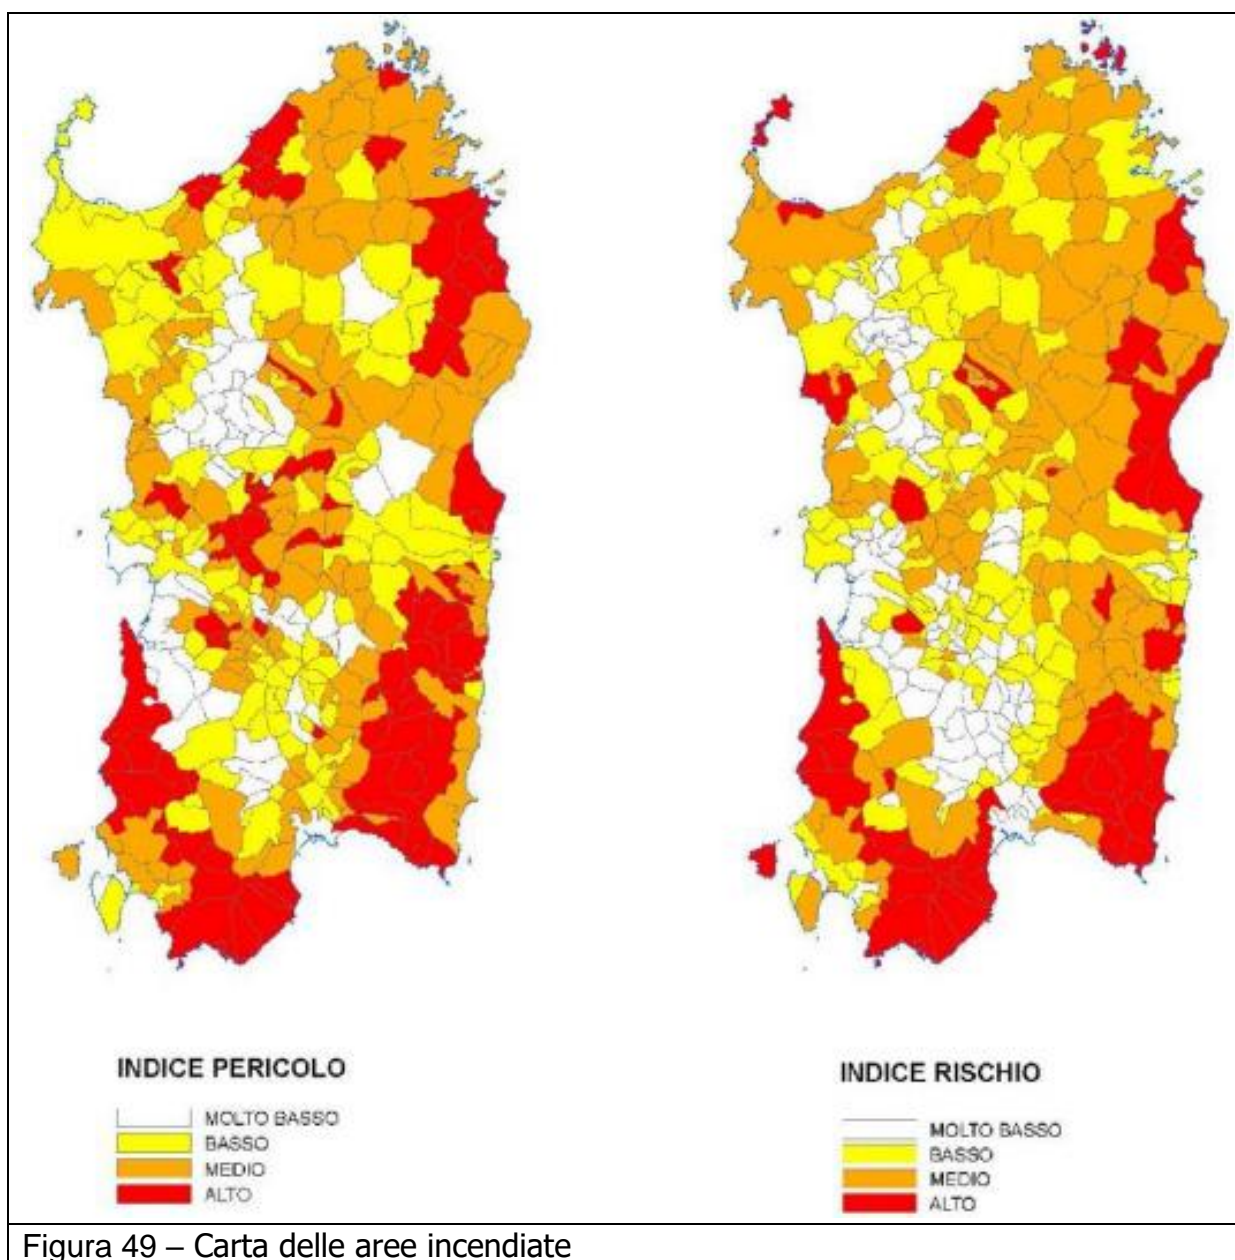 INDICE PERICOLO
MOLTO BASSO
BASSO
MEDIO
ALTO
INDICE RISCHIO
MOLTO BASSO
BASSO
MEDIO
ALTO
Figura 49 – Carta delle aree incendiate